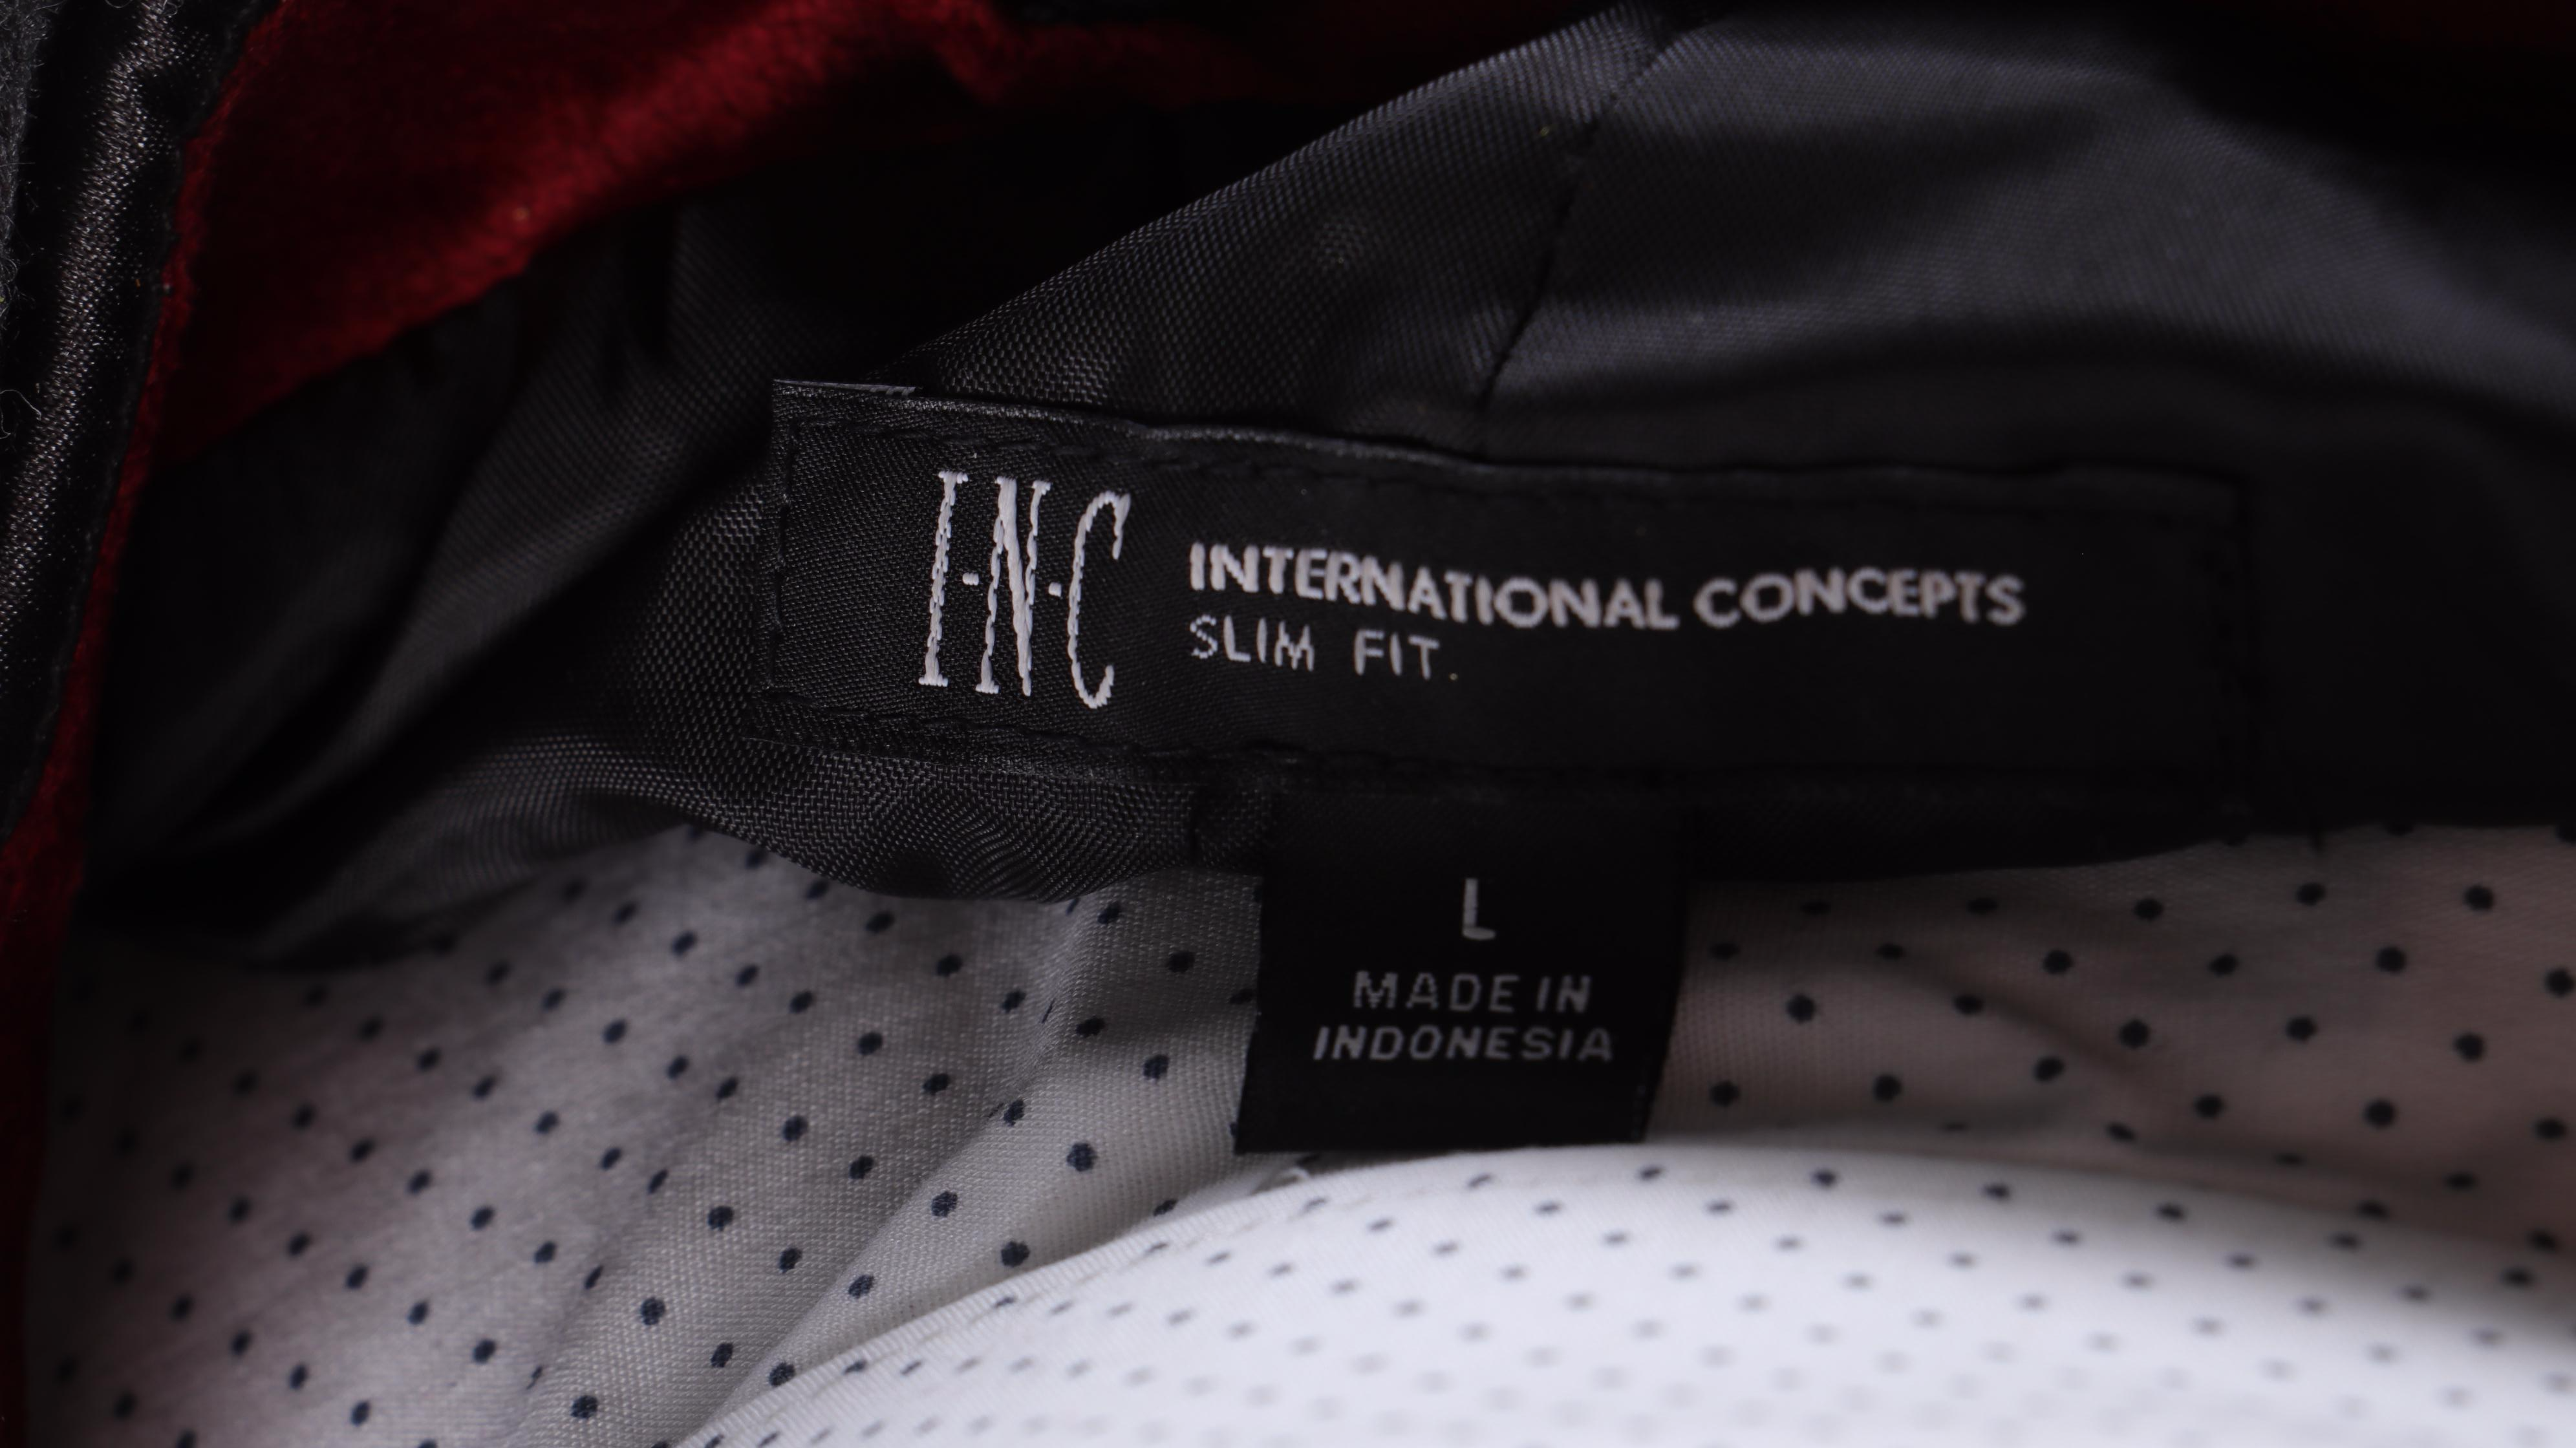 I·N·C
INTERNATIONAL CONCEPTS
SLIM FIT
L
MADE IN
INDONESIA